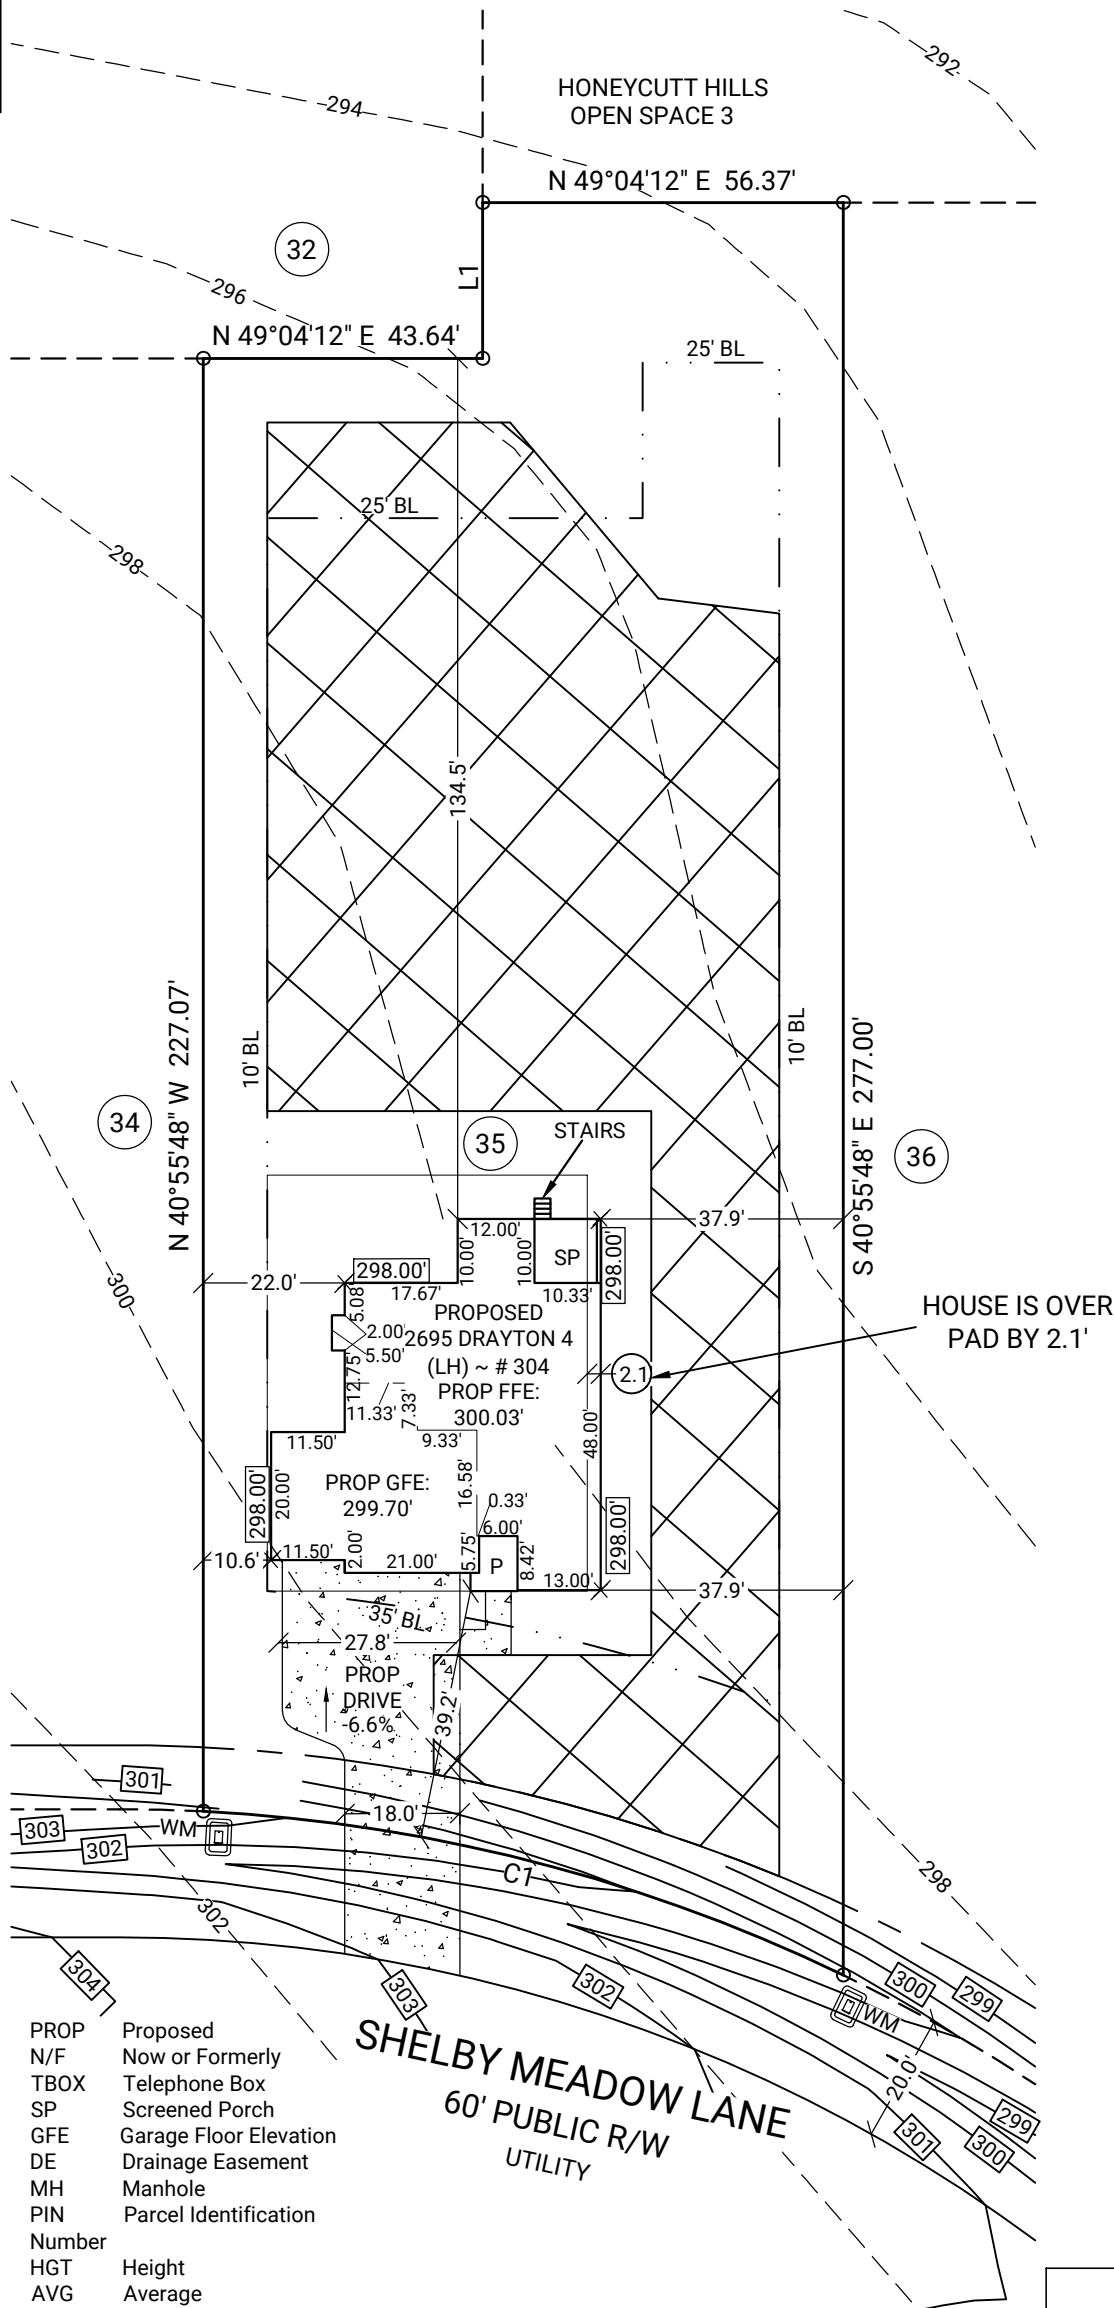 292
HONEYCUTT HILLS
OPEN SPACE 3
294
N 49°04'12" E 56.37'
32
L1
296
N 49°04'12" E 43.64'
25' BL
25' BL
298
134.5'
N 40°55'48" W 227.07'
10' BL
10' BL
S 40°55'48" E 277.00'
34
35
STAIRS
36
37.9'
12.00'
10.00'
10.00'
SP
298.00'
22.0'
298.00'
17.67'
10.33'
300
5.08'
PROPOSED
2695 DRAYTON 4
(LH) ~ # 304
PROP FFE:
300.03'
2.00'
5.50'
12.75'
HOUSE IS OVER
PAD BY 2.1'
2.1
11.33'
7.33'
11.50'
9.33'
48.00'
298.00'
20.00'
PROP GFE:
299.70'
16.58'
0.33'
6.00'
298.00'
10.6'
11.50'
2.00'
21.00'
5.75'
P
8.42'
13.00'
37.9'
35' BL
27.8'
PROP
DRIVE
-6.6%
39.2'
301
303
WM
302
18.0'
C1
298
302
304
303
302
300
299
WM
20.0'
299
300
301
SHELBY MEADOW LANE
60' PUBLIC R/W
UTILITY
PROP Proposed
N/F Now or Formerly
TBOX Telephone Box
SP Screened Porch
GFE Garage Floor Elevation
DE Drainage Easement
MH Manhole
PIN Parcel Identification
Number
HGT Height
AVG Average